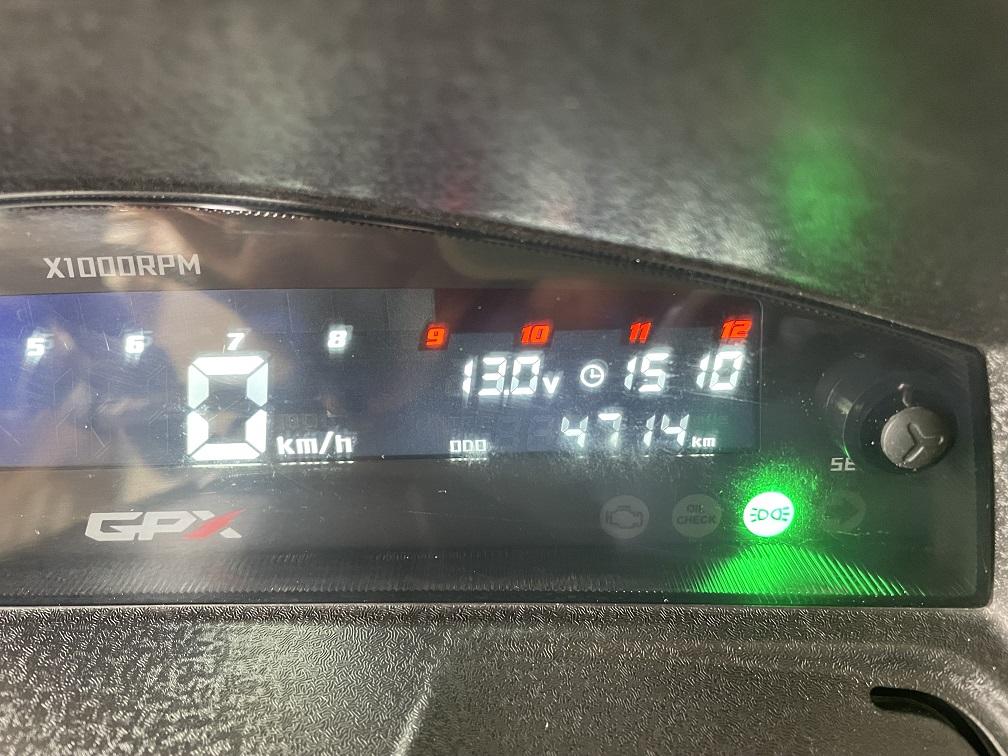 X1000RPM
5 6 7 8 9 10 11 12
0 km/h
13.0v 15 10
ODO 4714 km
SE
GPX
OIL
CHECK